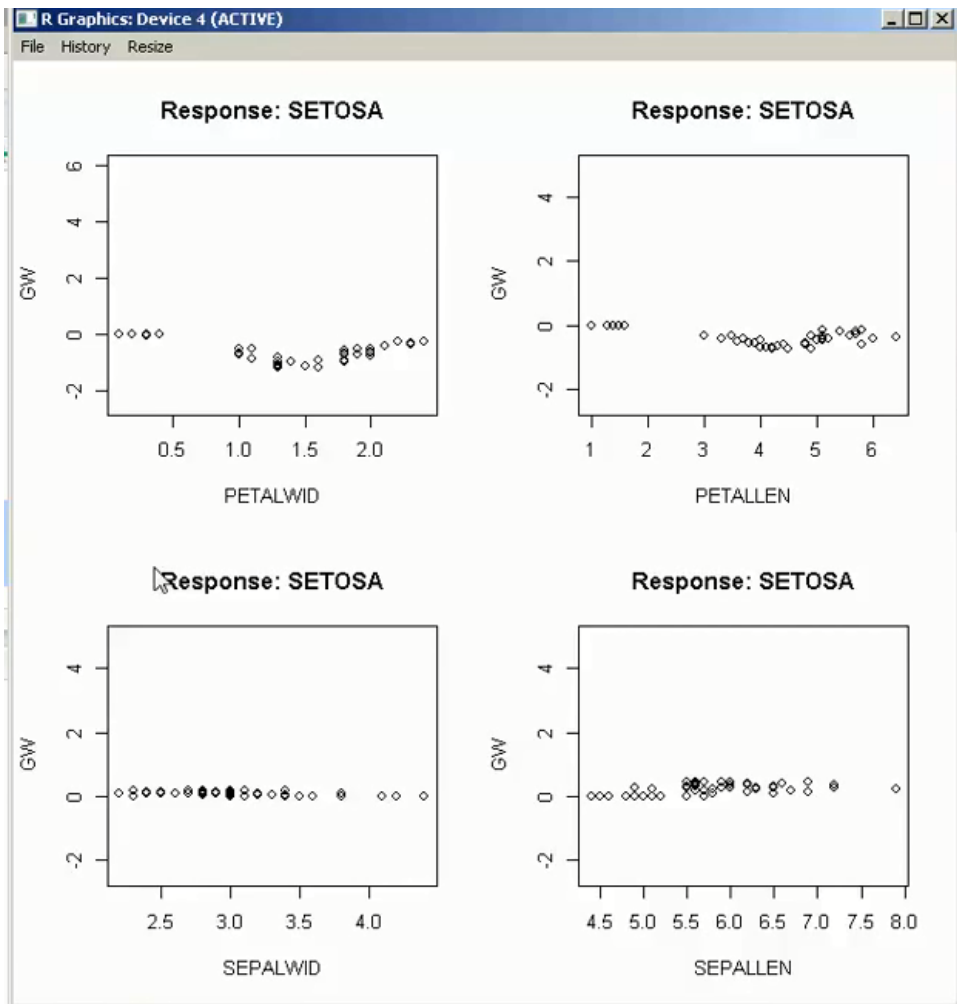 R Graphics: Device 4 (ACTIVE)
File History Resize
Response: SETOSA
GW
6
4
2
0
-2
0.5 1.0 1.5 2.0
PETALWID
Response: SETOSA
GW
4
2
0
-2
1 2 3 4 5 6
PETALLEN
Response: SETOSA
GW
4
2
0
-2
2.5 3.0 3.5 4.0
SEPALWID
Response: SETOSA
GW
4
2
0
-2
4.5 5.0 5.5 6.0 6.5 7.0 7.5 8.0
SEPALLEN